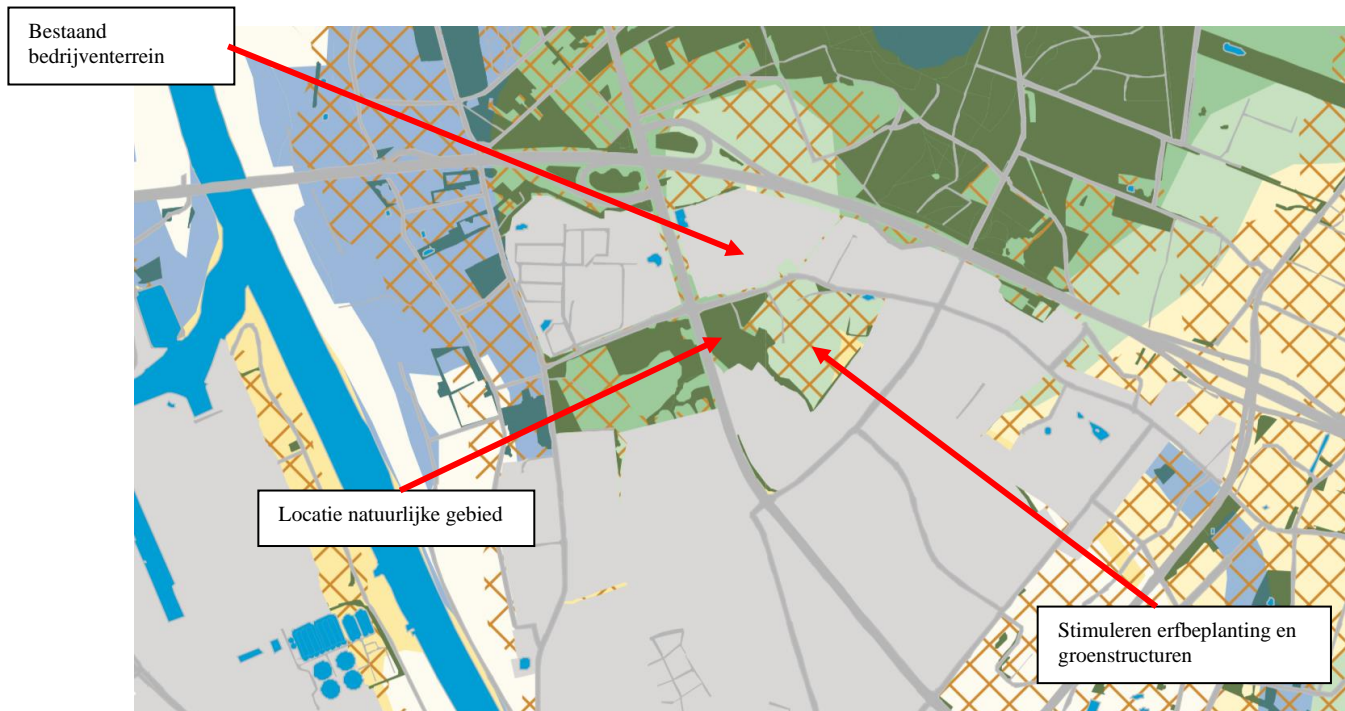 Bestaand
bedrijventerrein
Locatie natuurlijke gebied
Stimuleren erfbeplanting en
groenstructuren